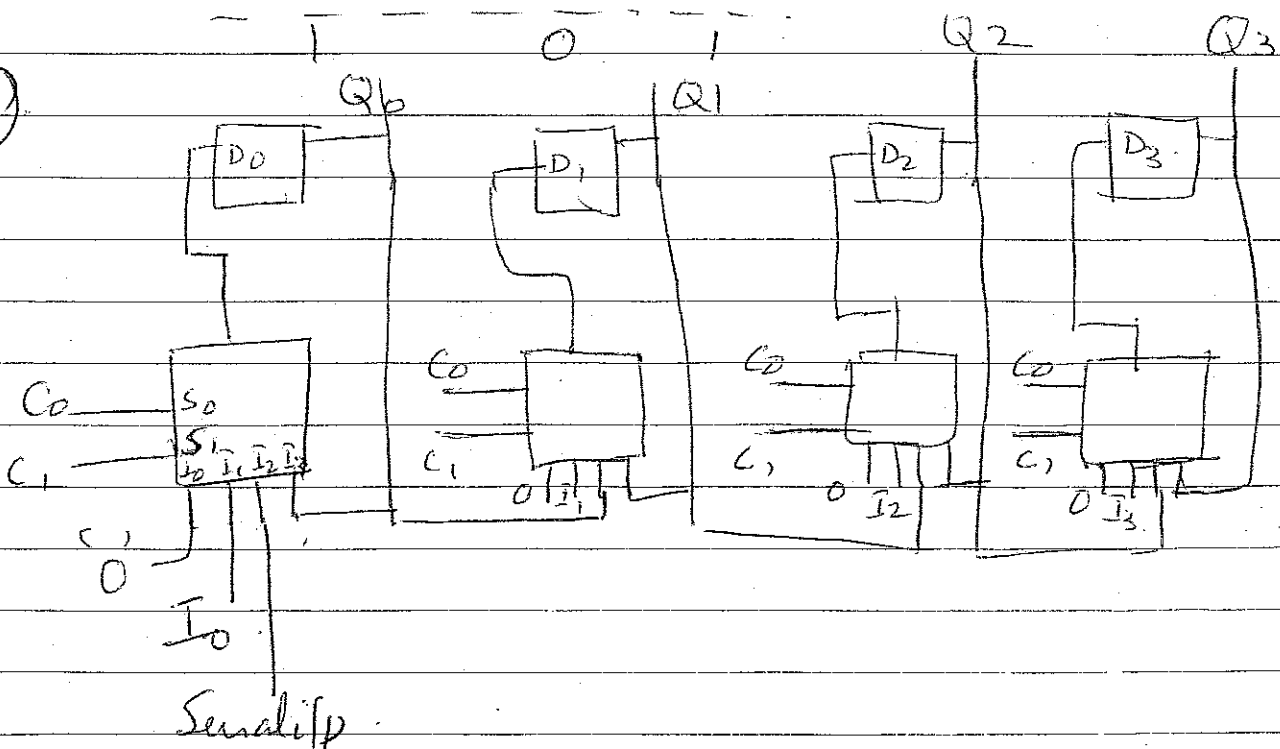 1 0 1 Q2 Q3
Q0 Q1
D0 D1 D2 D3
C0 S0 C0 C0 C0
C1 S1 C1 C1 C1
I0 I1 I2 I3
0 I1 0 I2 0 I3
0
I0
Serial i/p